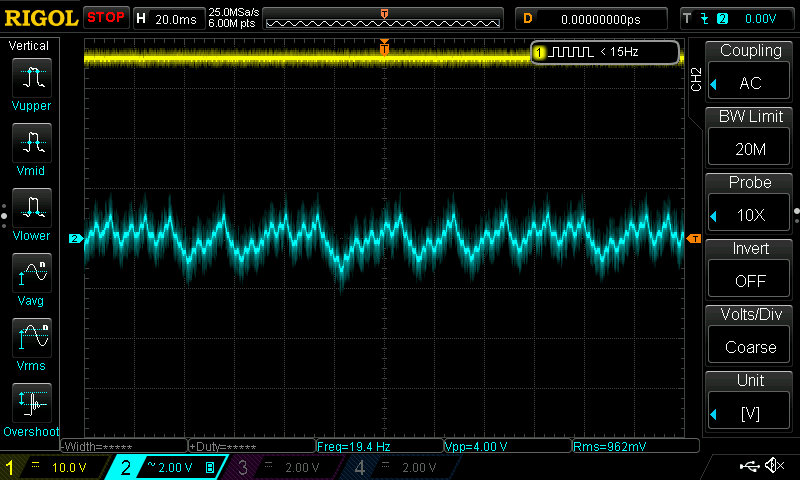 RIGOL STOP H 20.0ms 25.0MSa/s 6.00M pts T D 0.00000000ps T 2 0.00V
Vertical
Vupper
Vmid
Vlower
Vavg
Vrms
Overshoot
T
1 < 15Hz
2
T
CH2
Coupling
AC
BW Limit
20M
Probe
10X
Invert
OFF
Volts/Div
Coarse
Unit
[V]
-Width=***** +Duty=***** Freq=19.4 Hz Vpp=4.00 V Rms=962mV
1 = 10.0 V 2 ~ 2.00 V B 3 = 2.00 V 4 = 2.00 V